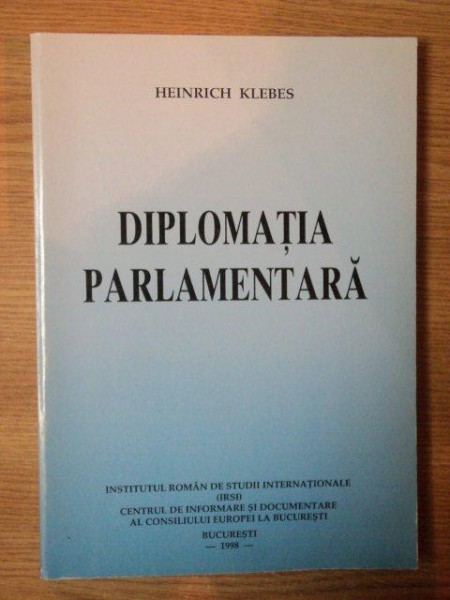 HEINRICH KLEBES
DIPLOMAȚIA
PARLAMENTARĂ
INSTITUTUL ROMÂN DE STUDII INTERNAȚIONALE
(IRSI)
CENTRUL DE INFORMARE ȘI DOCUMENTARE
AL CONSILIULUI EUROPEI LA BUCUREȘTI
BUCUREȘTI
— 1998 —